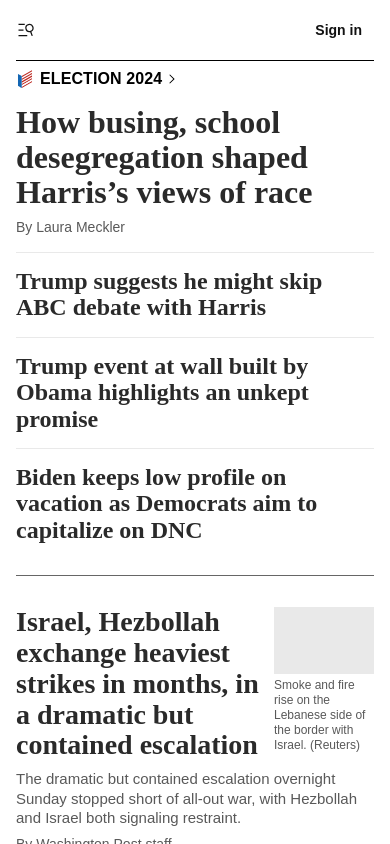 Sign in
ELECTION 2024
How busing, school
desegregation shaped
Harris’s views of race
By Laura Meckler
Trump suggests he might skip
ABC debate with Harris
Trump event at wall built by
Obama highlights an unkept
promise
Biden keeps low profile on
vacation as Democrats aim to
capitalize on DNC
Israel, Hezbollah
exchange heaviest
strikes in months, in
a dramatic but
contained escalation
Smoke and fire
rise on the
Lebanese side of
the border with
Israel. (Reuters)
The dramatic but contained escalation overnight
Sunday stopped short of all-out war, with Hezbollah
and Israel both signaling restraint.
By Washington Post staff